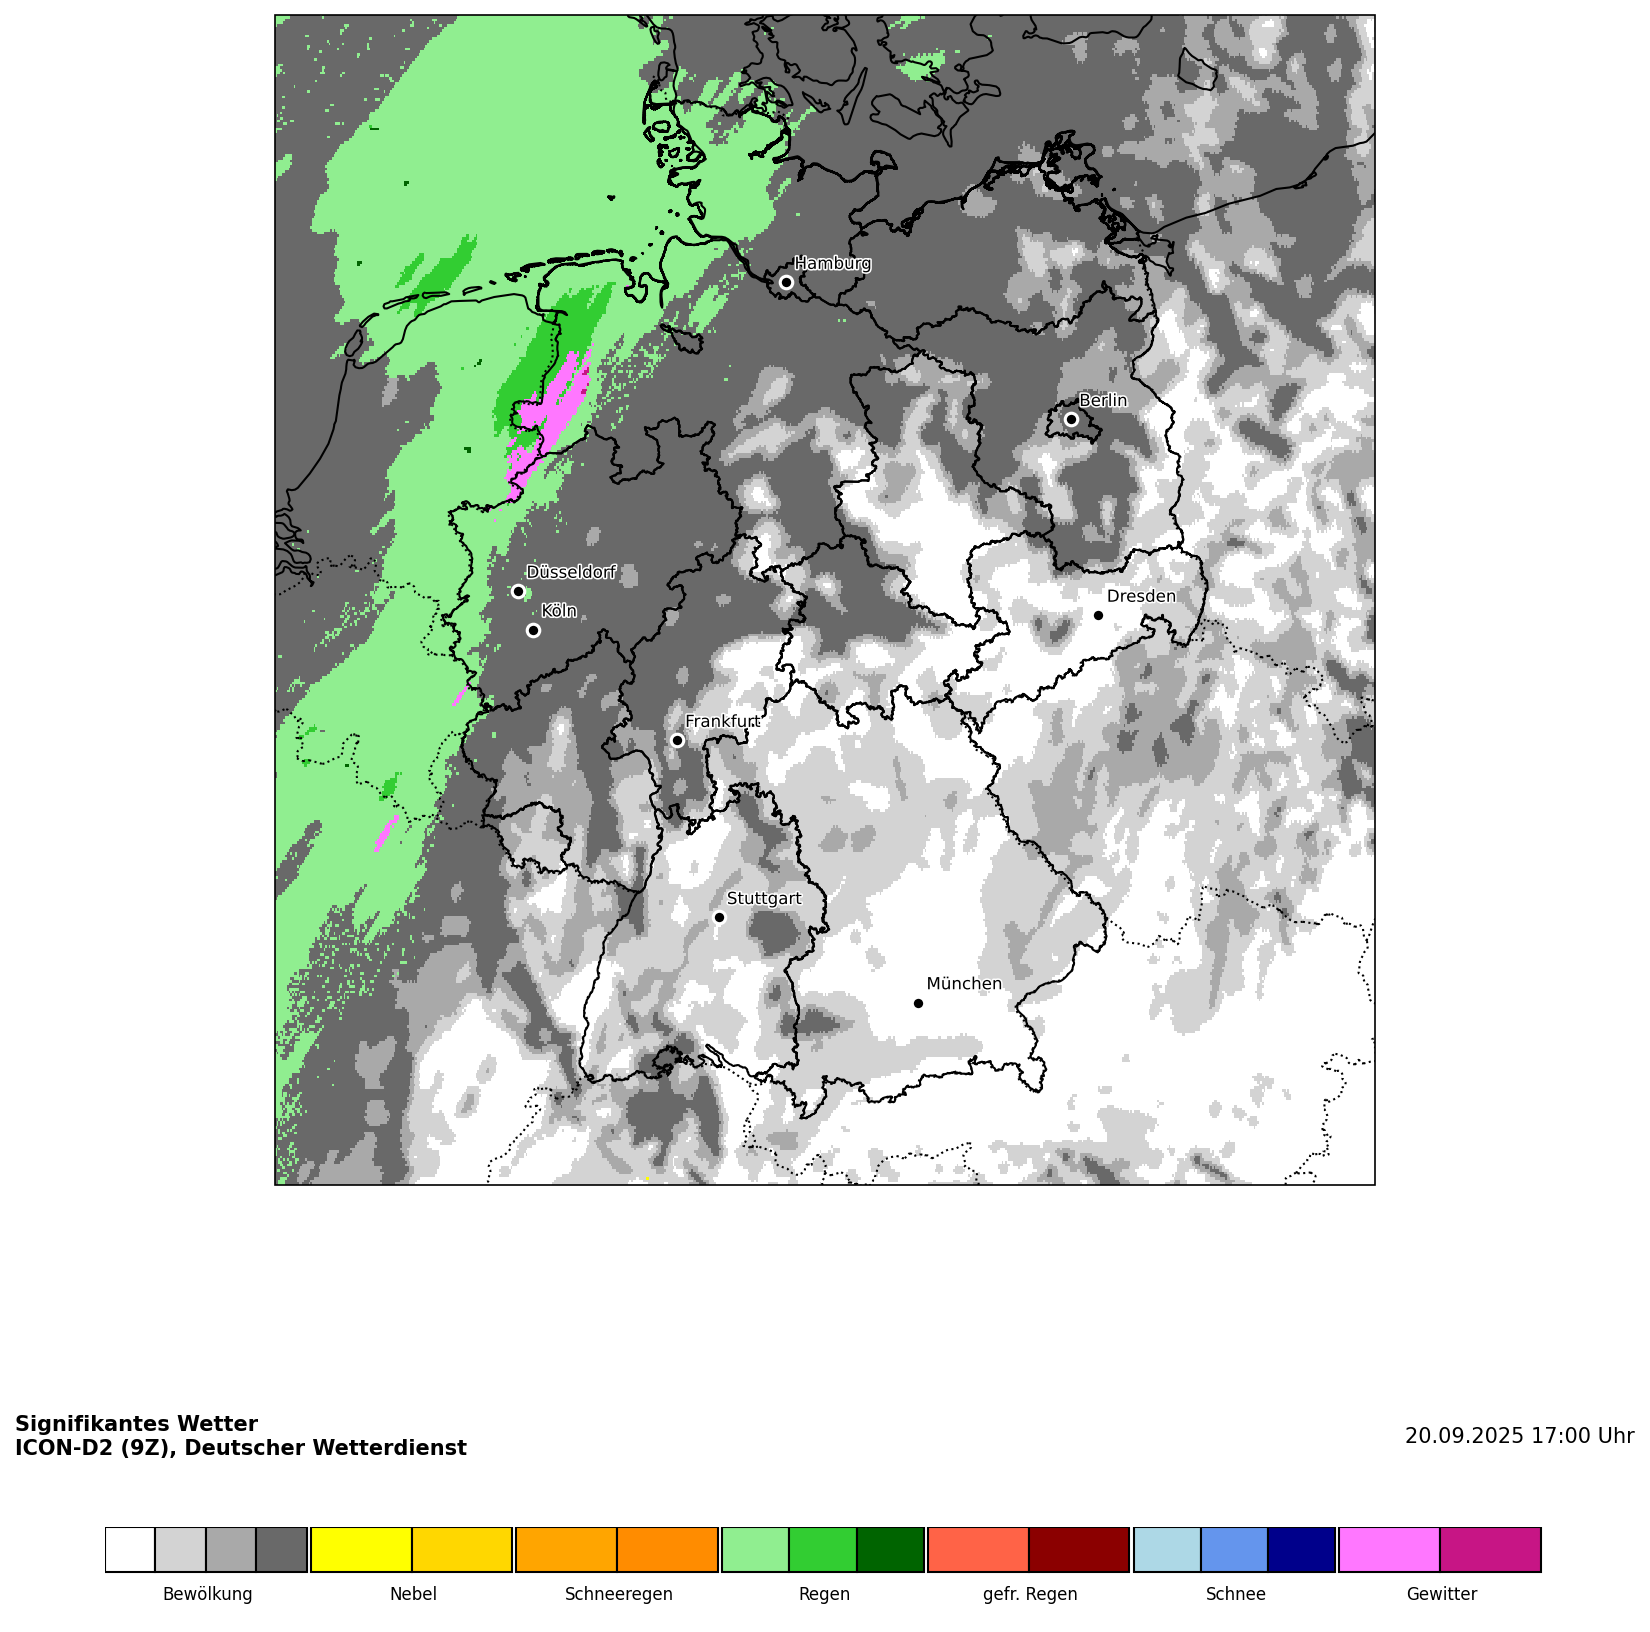 Hamburg
Berlin
Düsseldorf
Köln
Dresden
Frankfurt
Stuttgart
München
Signifikantes Wetter
ICON-D2 (9Z), Deutscher Wetterdienst
20.09.2025 17:00 Uhr
Bewölkung
Nebel
Schneeregen
Regen
gefr. Regen
Schnee
Gewitter